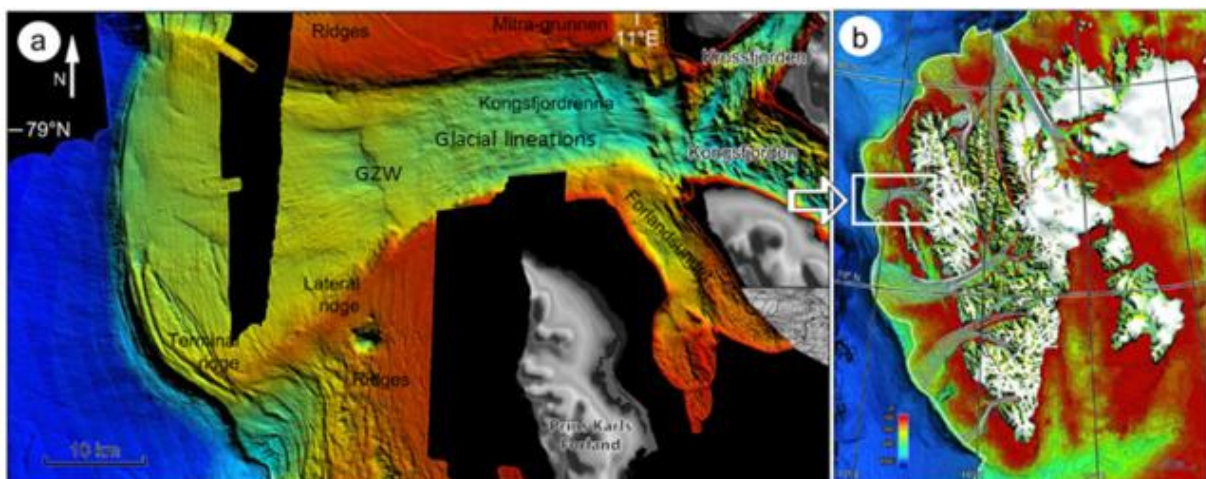 a
b
Ridges
Mitra-grunnen
11°E
N
Krossfjorden
Kongsfjordrenna
79°N
Glacial lineations
Kongsfjorden
GZW
Forlandsundet
Lateral
ridge
Terminal
ridge
Ridges
Prins Karls
Forland
10 km